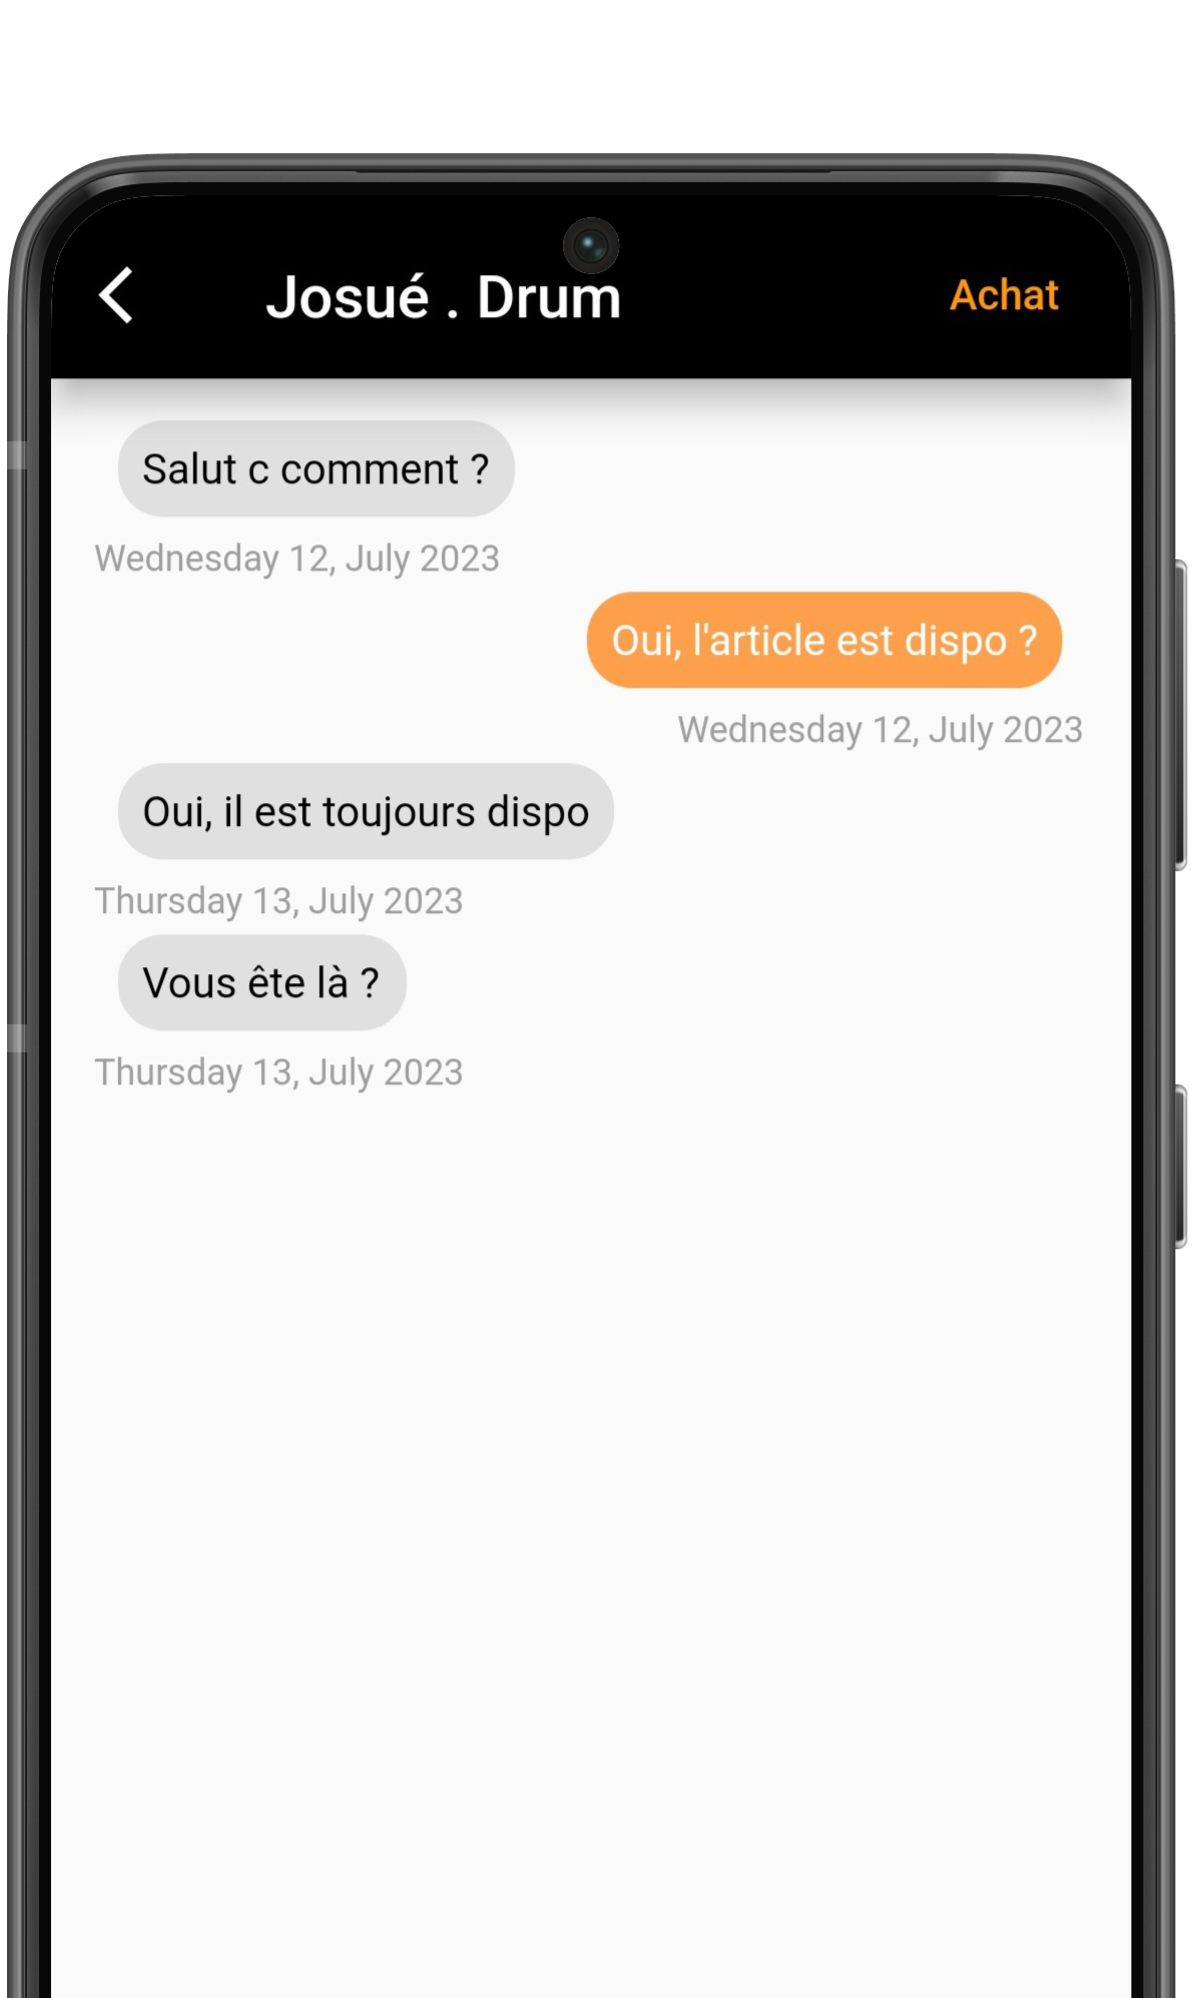 Josué . Drum
Achat
Salut c comment ?
Wednesday 12, July 2023
Oui, l'article est dispo ?
Wednesday 12, July 2023
Oui, il est toujours dispo
Thursday 13, July 2023
Vous ête là ?
Thursday 13, July 2023